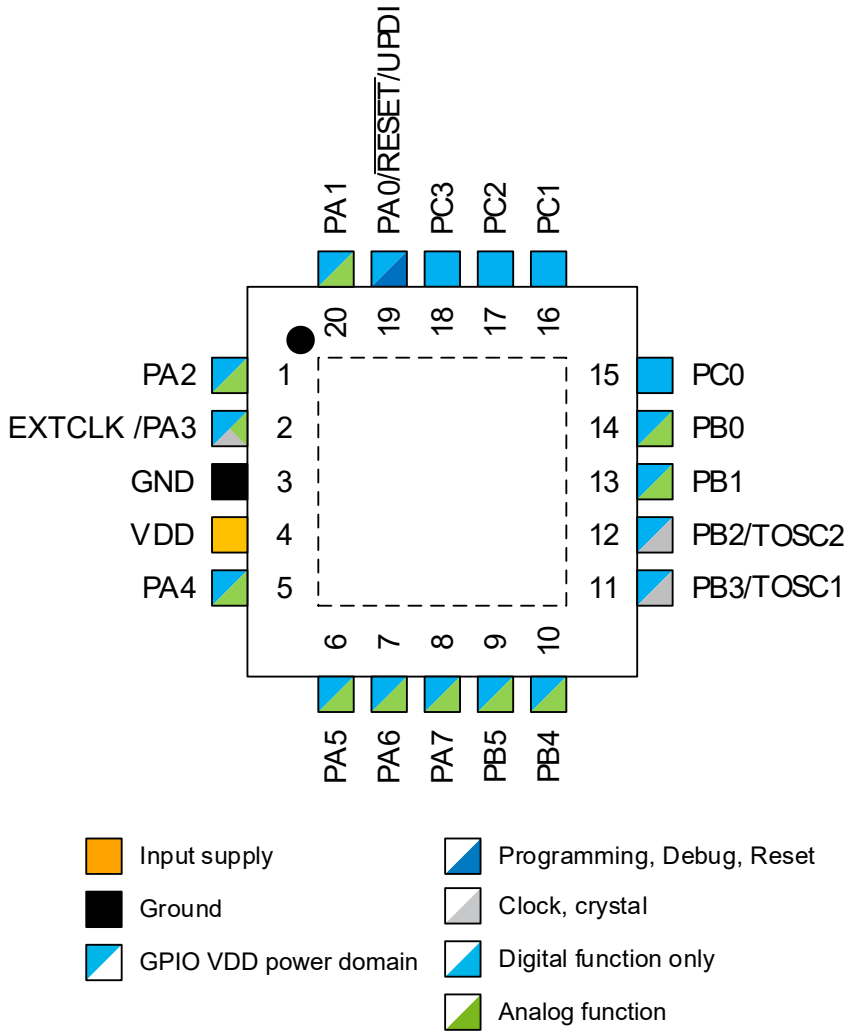 PA1
PA0/RESET/UPDI
PC3
PC2
PC1
20
19
18
17
16
PA2 1
EXTCLK /PA3 2
GND 3
VDD 4
PA4 5
15 PC0
14 PB0
13 PB1
12 PB2/TOSC2
11 PB3/TOSC1
6
7
8
9
10
PA5
PA6
PA7
PB5
PB4
Input supply
Ground
GPIO VDD power domain
Programming, Debug, Reset
Clock, crystal
Digital function only
Analog function